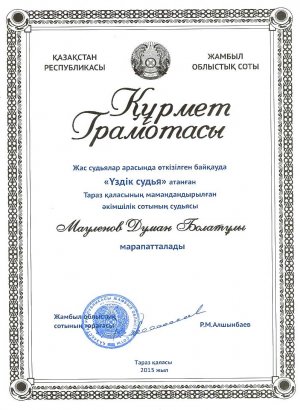 ҚАЗАҚСТАН
РЕСПУБЛИКАСЫ
ЖАМБЫЛ
ОБЛЫСТЫҚ СОТЫ
Құрмет
Грамотасы
Жас судьялар арасында өткізілген байқауда
«Үздік судья» атанған
Тараз қаласының мамандандырылған
әкімшілік сотының судьясы
Мауленов Думан Болатұлы
марапатталады
Жамбыл облыстық
сотының төрағасы
Р.М.Алшынбаев
Тараз қаласы
2015 жыл